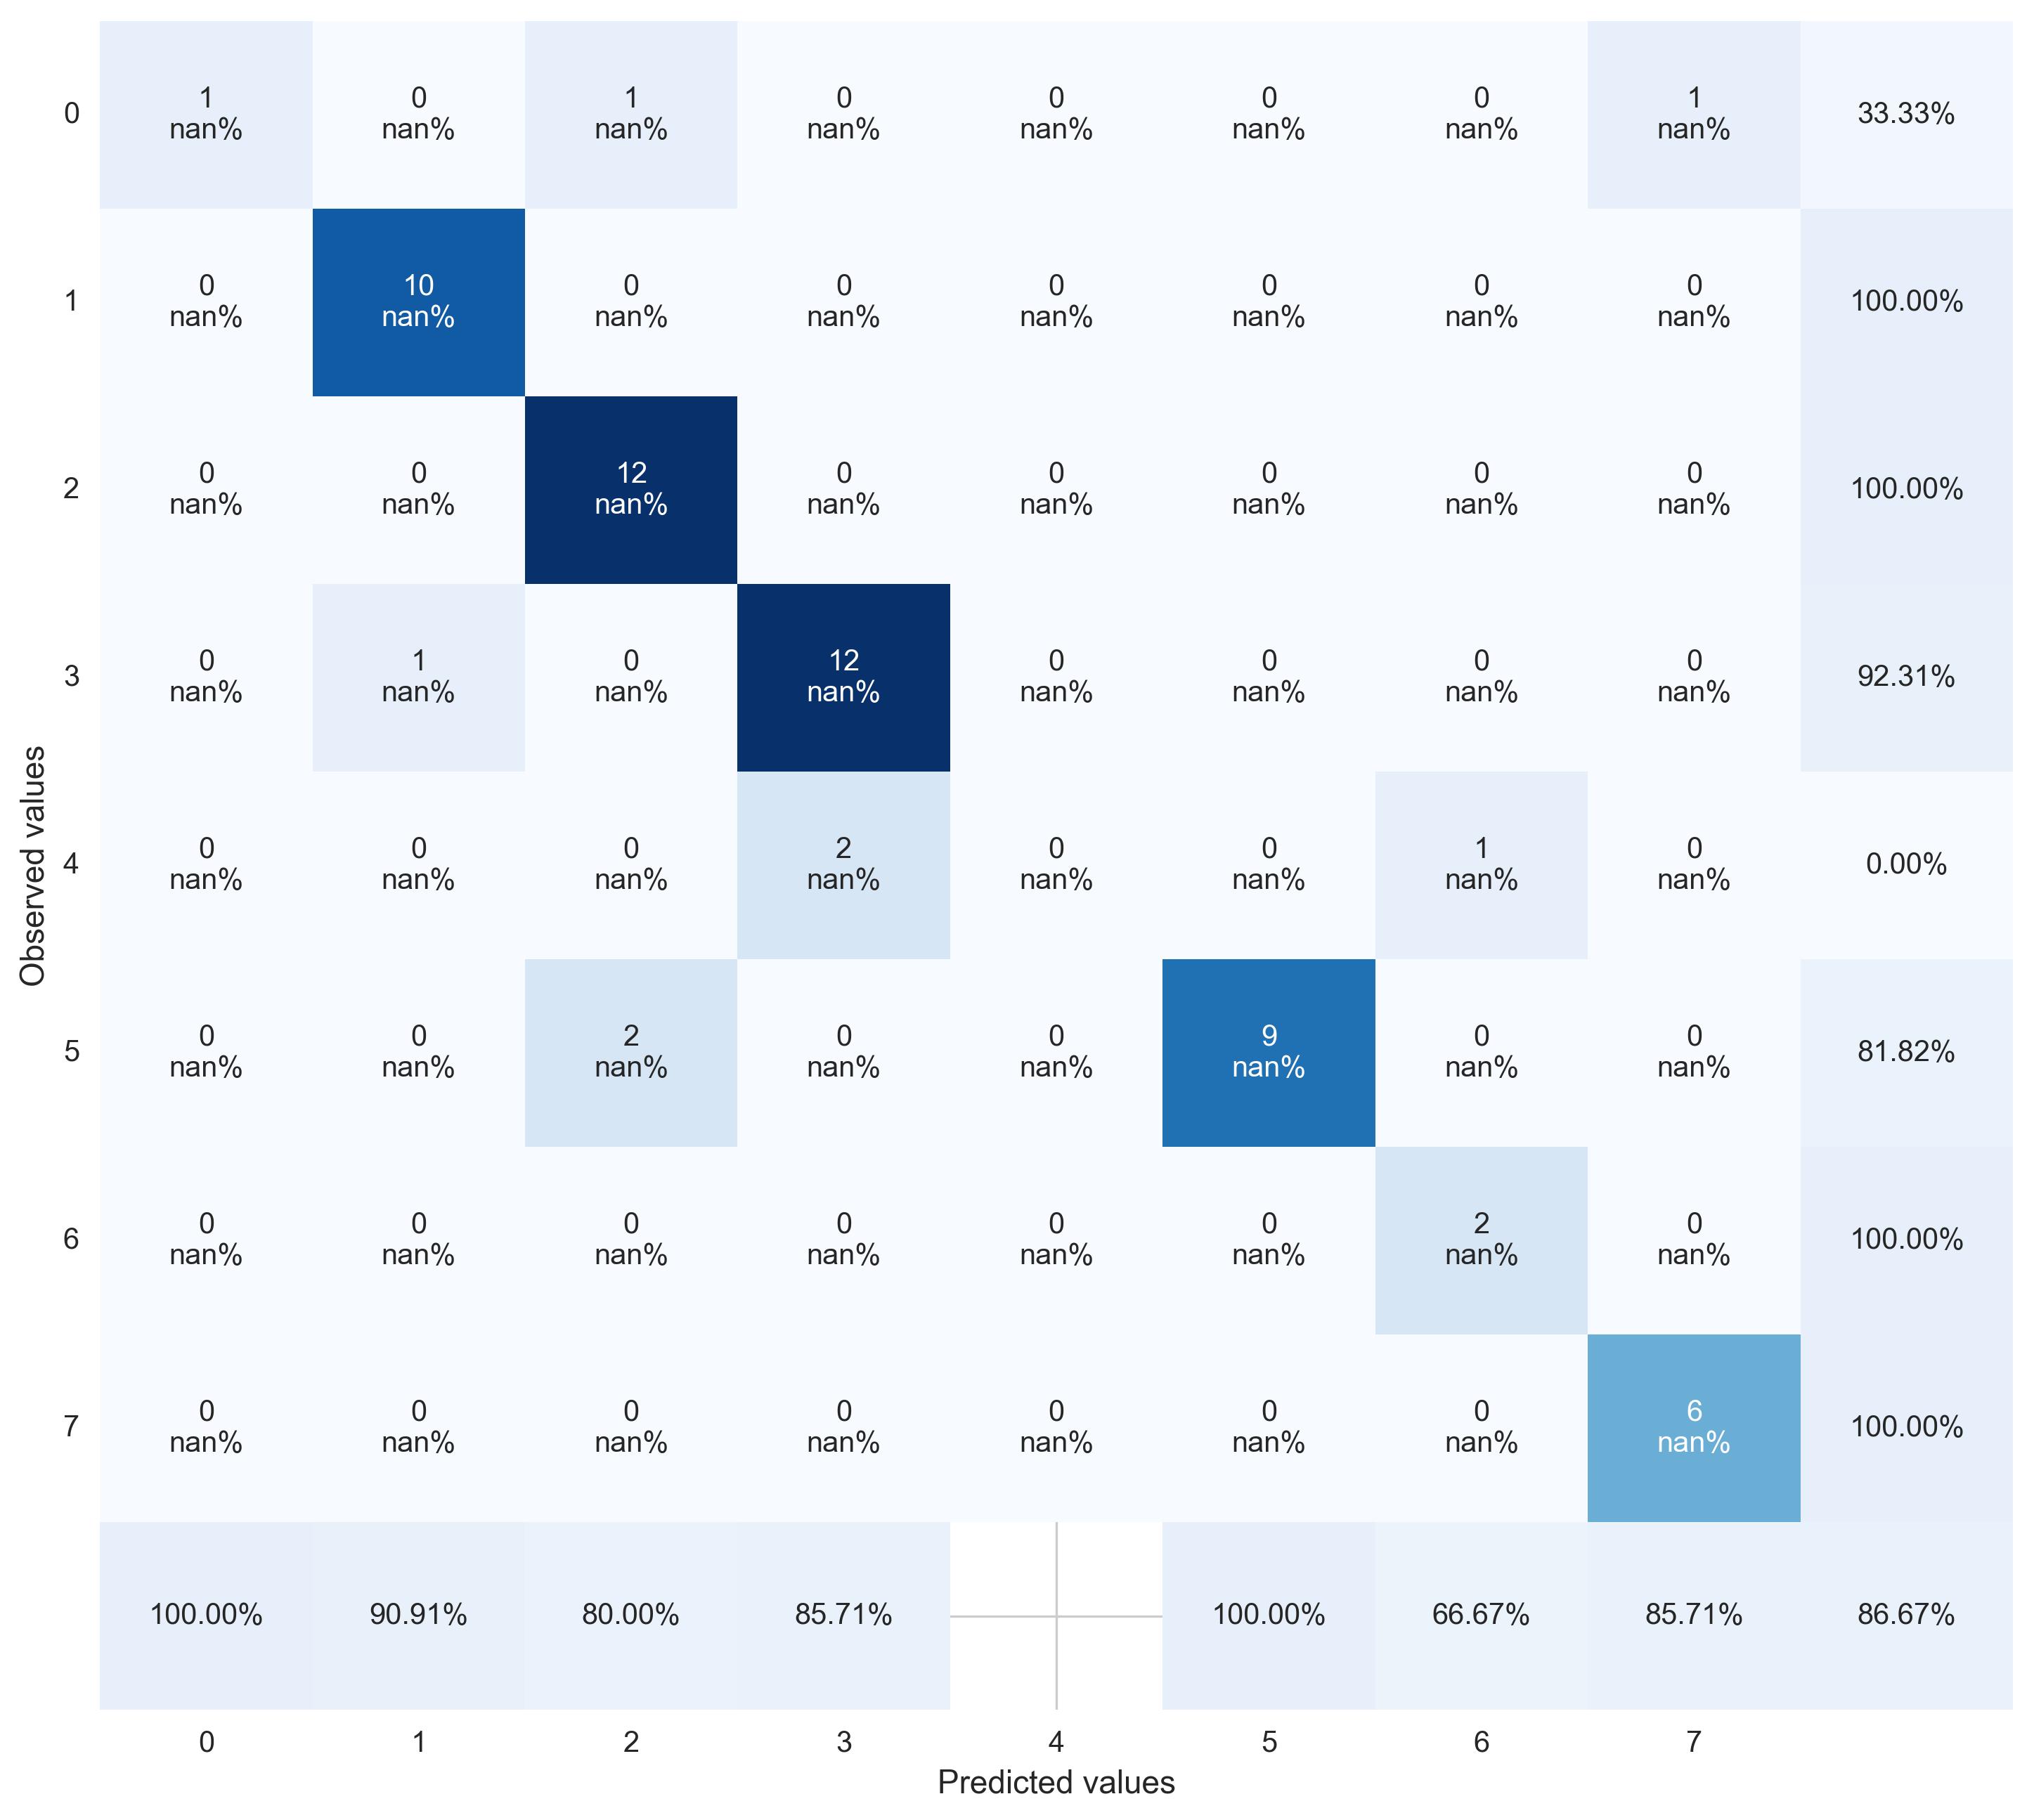 1 0 1 0 0 0 0 1
nan% nan% nan% nan% nan% nan% nan% nan%
0 33.33%
0 10 0 0 0 0 0 0
nan% nan% nan% nan% nan% nan% nan% nan%
1 100.00%
0 0 12 0 0 0 0 0
nan% nan% nan% nan% nan% nan% nan% nan%
2 100.00%
0 1 0 12 0 0 0 0
nan% nan% nan% nan% nan% nan% nan% nan%
3 92.31%
Observed values
0 0 0 2 0 0 1 0
nan% nan% nan% nan% nan% nan% nan% nan%
4 0.00%
0 0 2 0 0 9 0 0
nan% nan% nan% nan% nan% nan% nan% nan%
5 81.82%
0 0 0 0 0 0 2 0
nan% nan% nan% nan% nan% nan% nan% nan%
6 100.00%
0 0 0 0 0 0 0 6
nan% nan% nan% nan% nan% nan% nan% nan%
7 100.00%
100.00% 90.91% 80.00% 85.71% 100.00% 66.67% 85.71% 86.67%
0 1 2 3 4 5 6 7
Predicted values